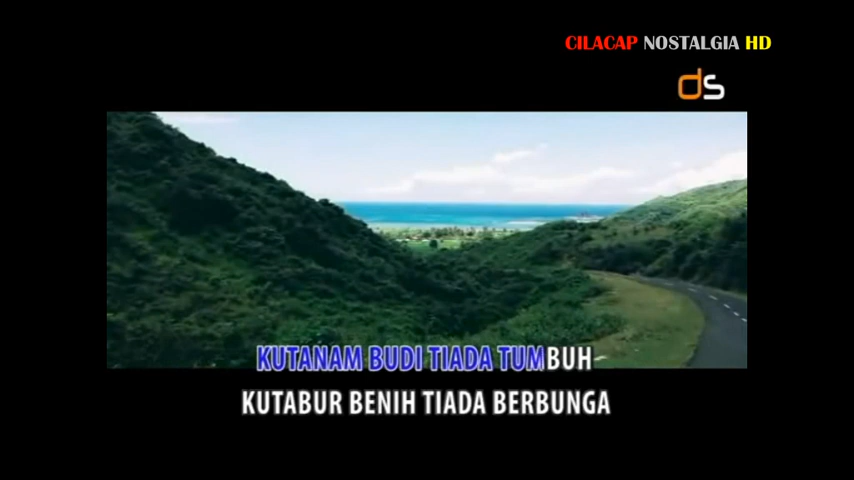 CILACAP NOSTALGIA HD
ds
KUTANAM BUDI TIADA TUMBUH
KUTABUR BENIH TIADA BERBUNGA